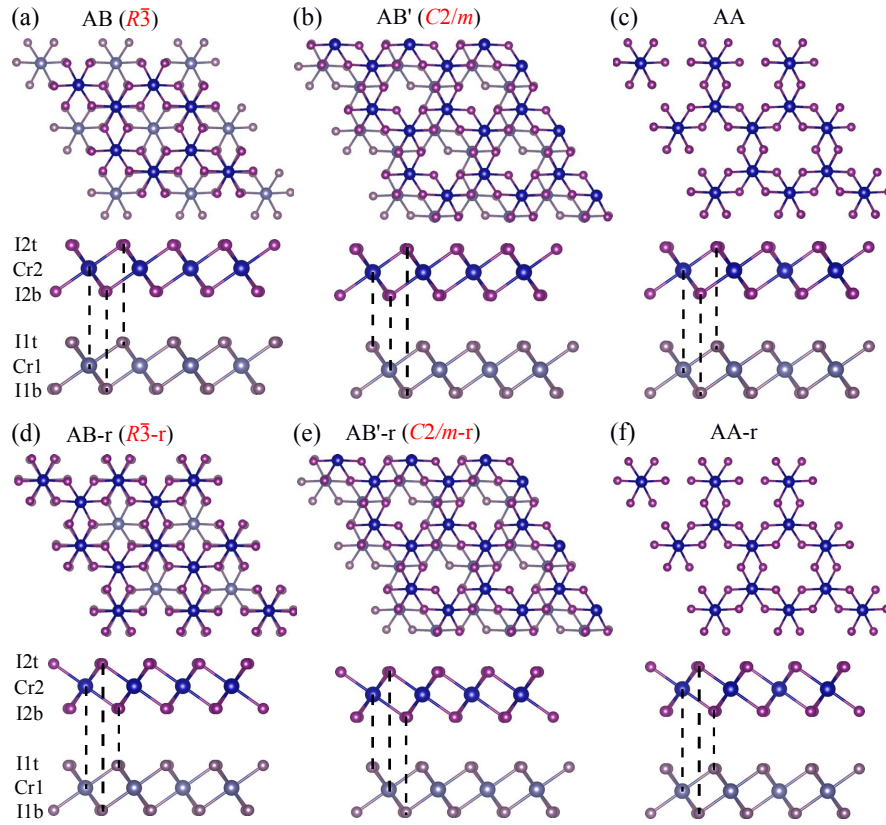 (a) AB (R3̅)
(b) AB' (C2/m)
(c) AA
I2t
Cr2
I2b
I1t
Cr1
I1b
(d) AB-r (R3̅-r)
(e) AB'-r (C2/m-r)
(f) AA-r
I2t
Cr2
I2b
I1t
Cr1
I1b